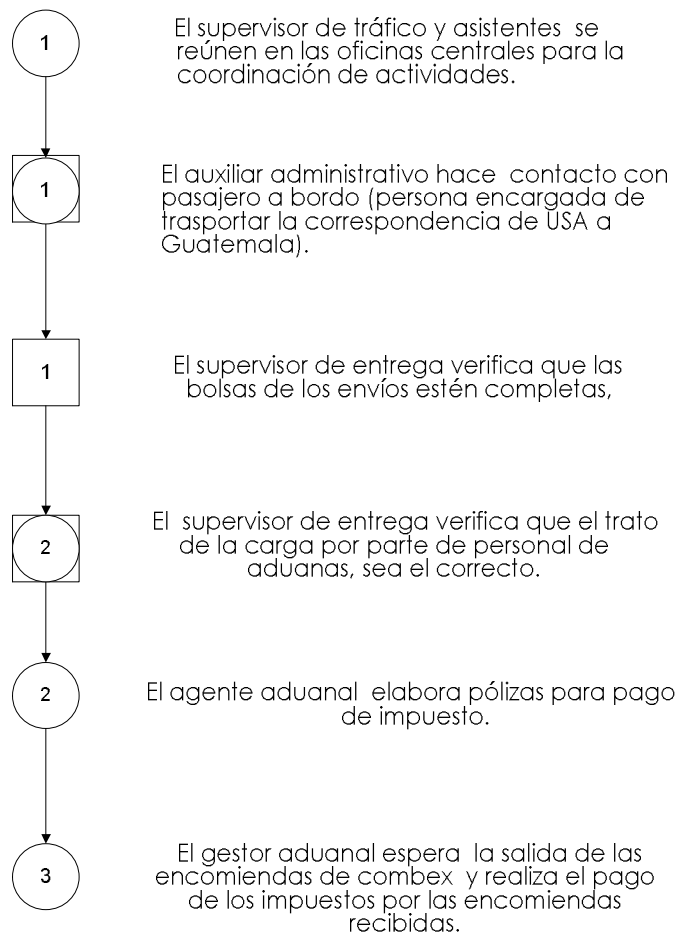 1
El supervisor de tráfico y asistentes se
reúnen en las oficinas centrales para la
coordinación de actividades.
1
El auxiliar administrativo hace contacto con
pasajero a bordo (persona encargada de
trasportar la correspondencia de USA a
Guatemala).
1
El supervisor de entrega verifica que las
bolsas de los envíos estén completas,
2
El supervisor de entrega verifica que el trato
de la carga por parte de personal de
aduanas, sea el correcto.
2
El agente aduanal elabora pólizas para pago
de impuesto.
3
El gestor aduanal espera la salida de las
encomiendas de combex y realiza el pago
de los impuestos por las encomiendas
recibidas.